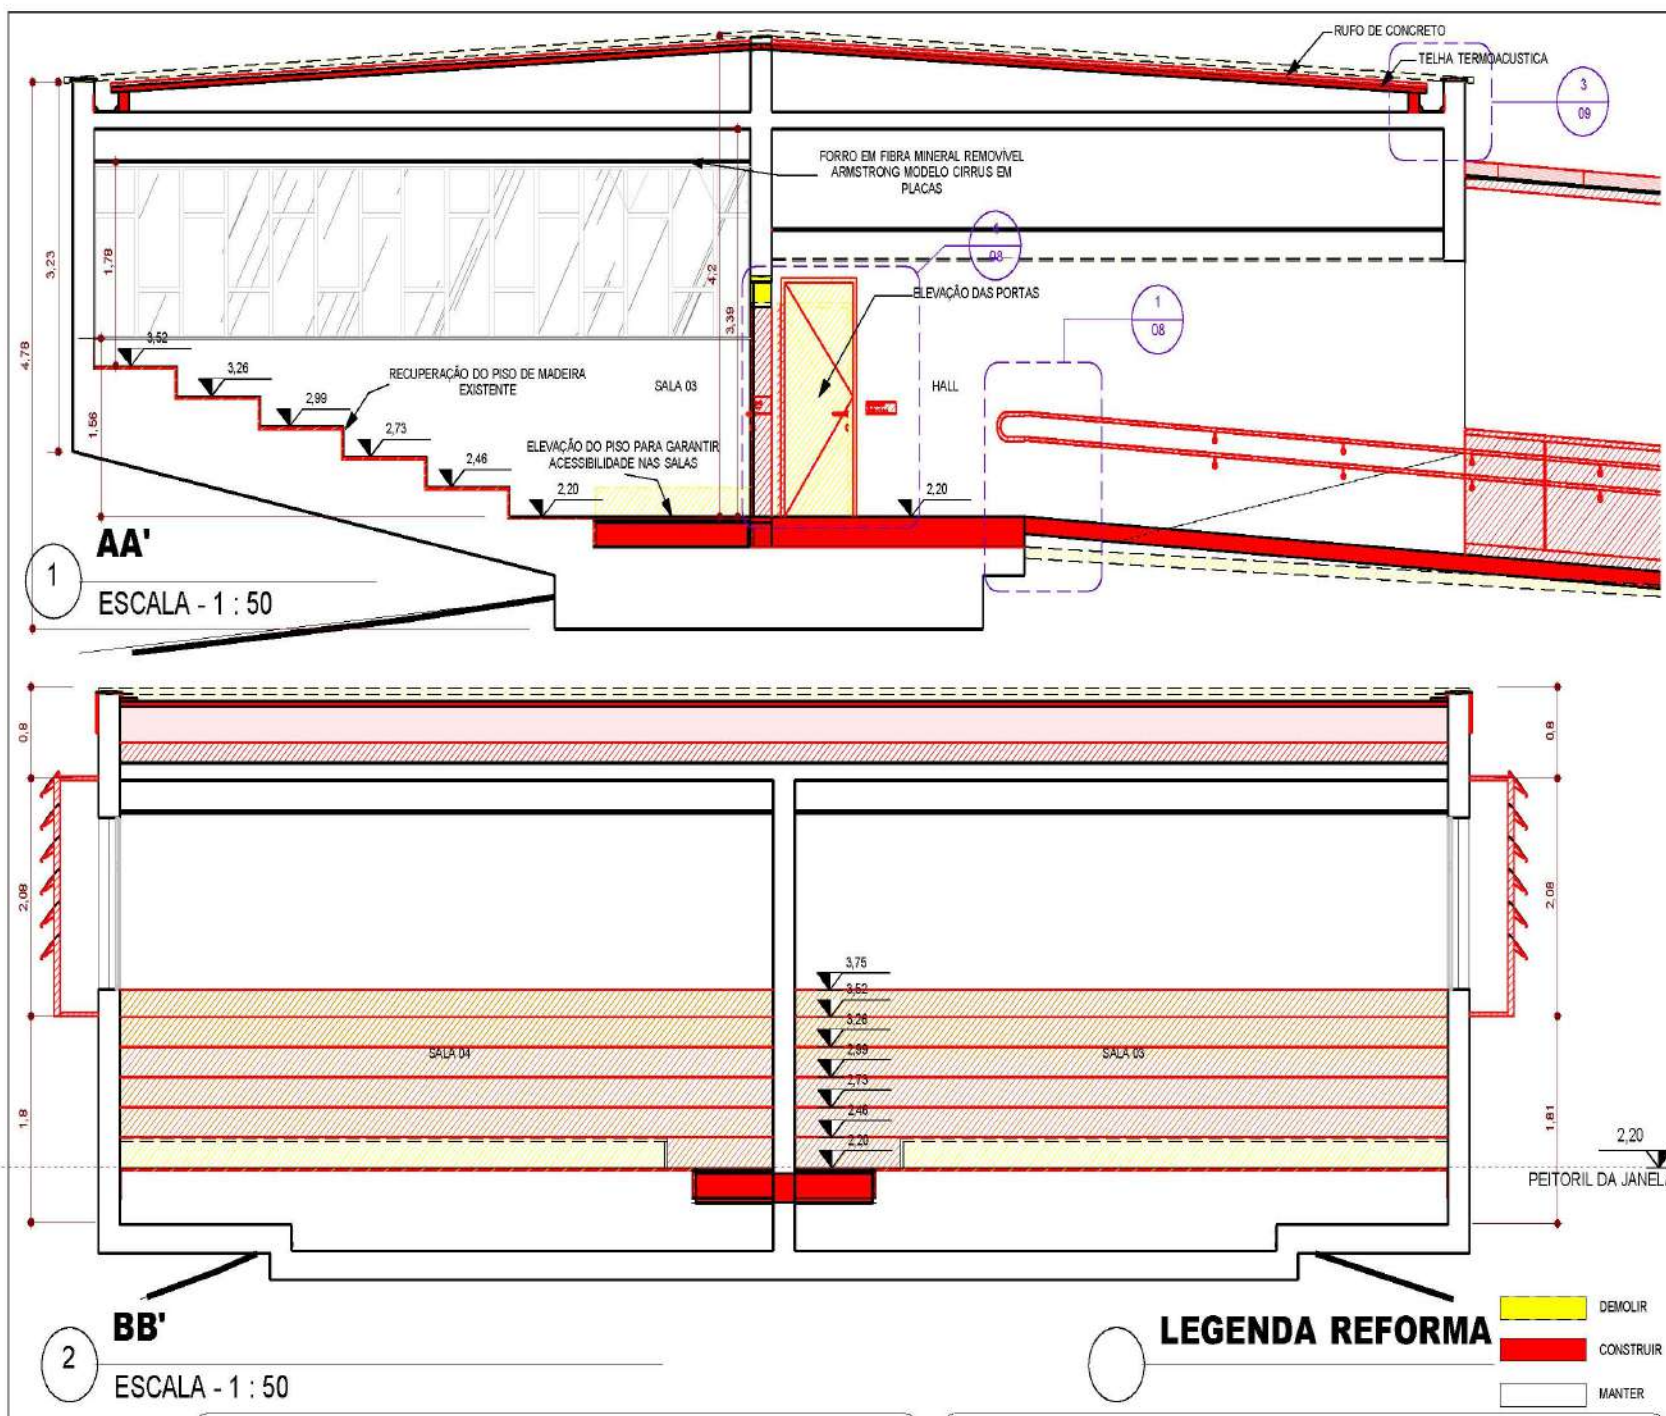 RUFO DE CONCRETO
TELHA TERMOACUSTICA
3
09
FORRO EM FIBRA MINERAL REMOVÍVEL
ARMSTRONG MODELO CIRRUS EM
PLACAS
08
3,23
1,78
4,2
3,39
ELEVAÇÃO DAS PORTAS
1
08
4,78
3,52
3,26
RECUPERAÇÃO DO PISO DE MADEIRA
EXISTENTE
SALA 03
HALL
2,99
1,56
2,73
ELEVAÇÃO DO PISO PARA GARANTIR
ACESSIBILIDADE NAS SALAS
2,46
2,20
2,20
1
AA'
ESCALA - 1 : 50
0,8
0,8
2,08
2,08
3,75
3,52
3,26
2,99
SALA 04
SALA 03
2,73
2,46
2,20
1,8
1,81
2,20
PEITORIL DA JANELA
2
BB'
ESCALA - 1 : 50
LEGENDA REFORMA
DEMOLIR
CONSTRUIR
MANTER